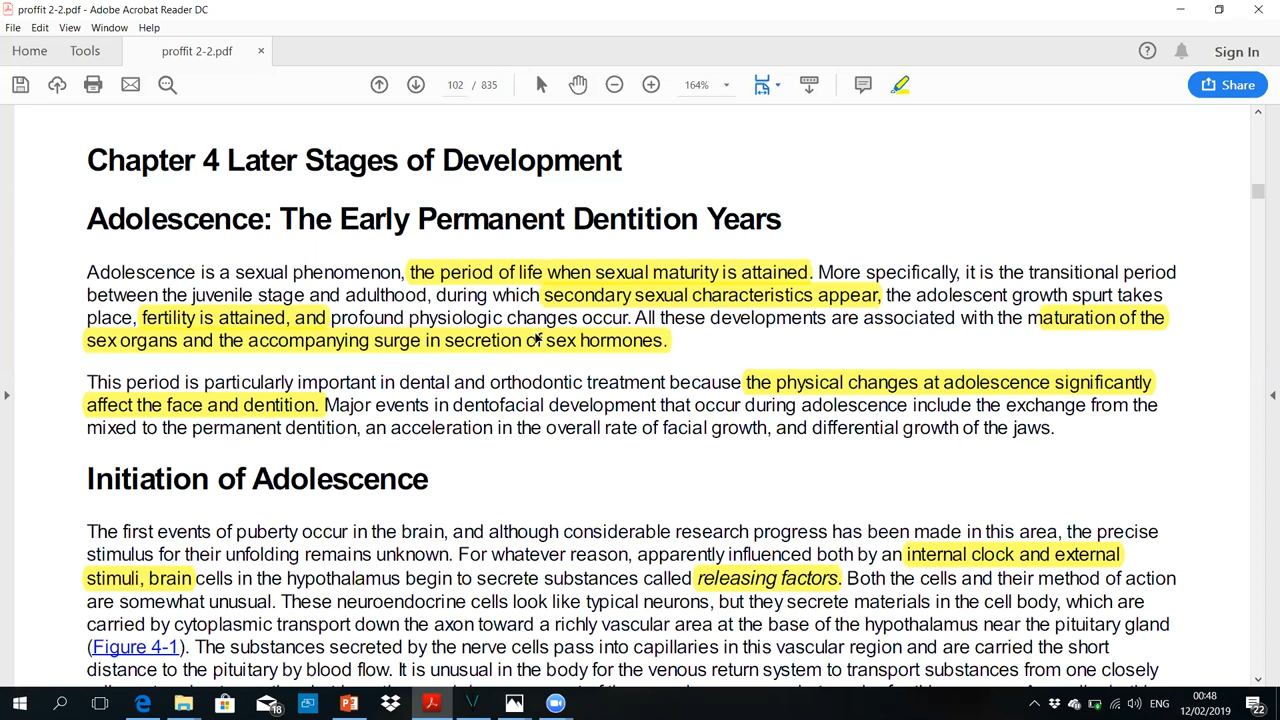 proffit 2-2.pdf - Adobe Acrobat Reader DC
File Edit View Window Help
Home Tools proffit 2-2.pdf × Sign In
102 / 835 164% Share
Chapter 4 Later Stages of Development
Adolescence: The Early Permanent Dentition Years
Adolescence is a sexual phenomenon, the period of life when sexual maturity is attained. More specifically, it is the transitional period
between the juvenile stage and adulthood, during which secondary sexual characteristics appear, the adolescent growth spurt takes
place, fertility is attained, and profound physiologic changes occur. All these developments are associated with the maturation of the
sex organs and the accompanying surge in secretion of sex hormones.
This period is particularly important in dental and orthodontic treatment because the physical changes at adolescence significantly
affect the face and dentition. Major events in dentofacial development that occur during adolescence include the exchange from the
mixed to the permanent dentition, an acceleration in the overall rate of facial growth, and differential growth of the jaws.
Initiation of Adolescence
The first events of puberty occur in the brain, and although considerable research progress has been made in this area, the precise
stimulus for their unfolding remains unknown. For whatever reason, apparently influenced both by an internal clock and external
stimuli, brain cells in the hypothalamus begin to secrete substances called releasing factors. Both the cells and their method of action
are somewhat unusual. These neuroendocrine cells look like typical neurons, but they secrete materials in the cell body, which are
carried by cytoplasmic transport down the axon toward a richly vascular area at the base of the hypothalamus near the pituitary gland
(Figure 4-1). The substances secreted by the nerve cells pass into capillaries in this vascular region and are carried the short
distance to the pituitary by blood flow. It is unusual in the body for the venous return system to transport substances from one closely
18 ENG 00:48
12/02/2019 22